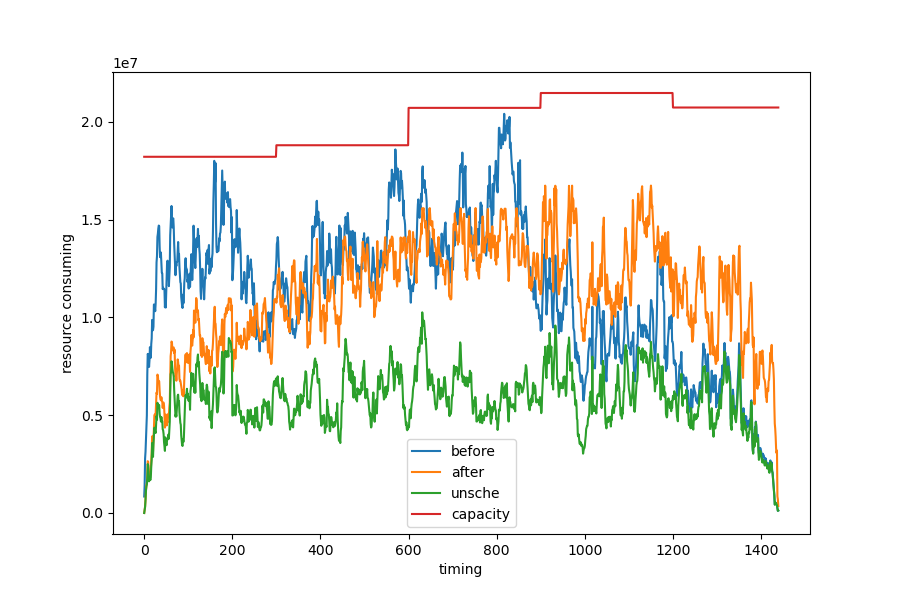 1e7
2.0
1.5
1.0
0.5
0.0
resource consuming
before
after
unsche
capacity
0 200 400 600 800 1000 1200 1400
timing